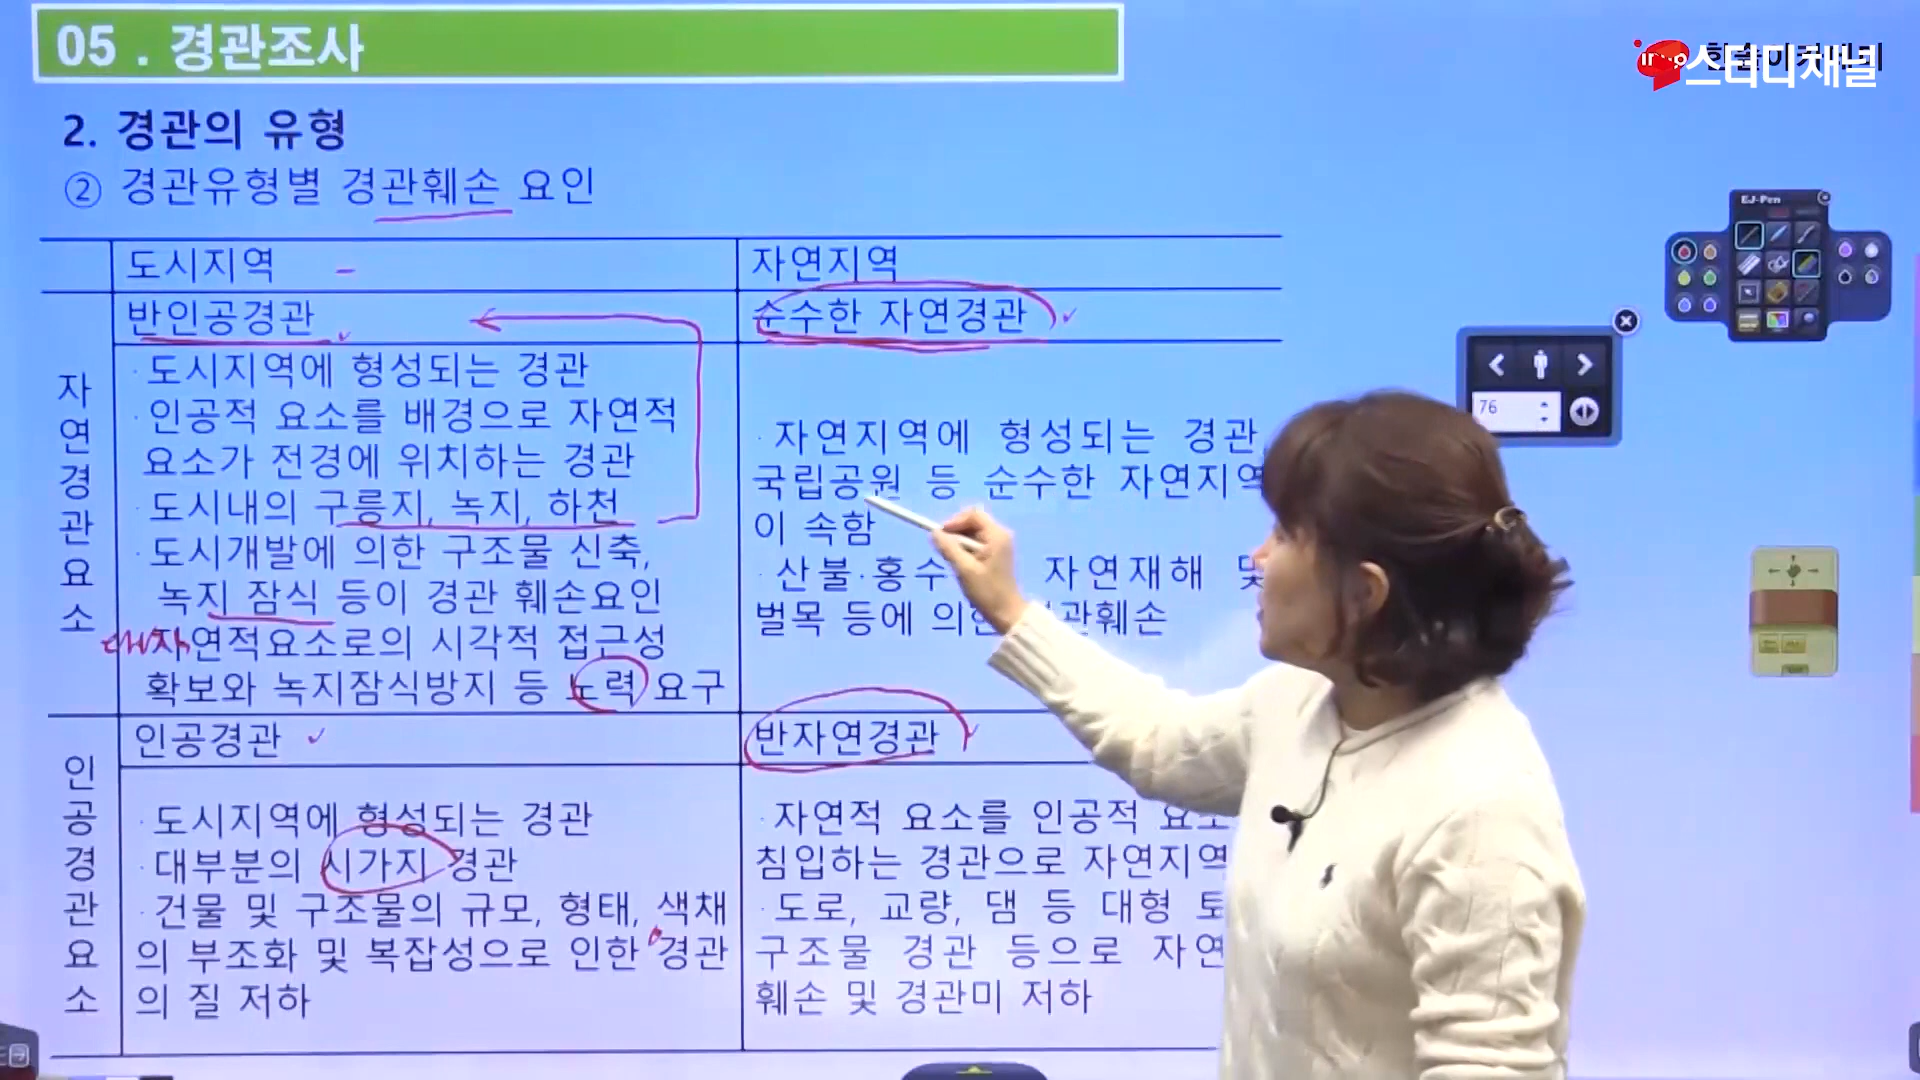 05 . 경관조사
스터디채널
2. 경관의 유형
② 경관유형별 경관훼손 요인
도시지역
자연지역
자연경관요소
반인공경관
순수한 자연경관
· 도시지역에 형성되는 경관
· 인공적 요소를 배경으로 자연적
요소가 전경에 위치하는 경관
· 도시내의 구릉지, 녹지, 하천
· 도시개발에 의한 구조물 신축,
녹지 잠식 등이 경관 훼손요인
자연적요소로의 시각적 접근성
확보와 녹지잠식방지 등 노력 요구
· 자연지역에 형성되는 경관
국립공원 등 순수한 자연지역
이 속함
· 산불·홍수 자연재해 및
벌목 등에 의한 경관훼손
인공경관요소
인공경관
반자연경관
· 도시지역에 형성되는 경관
· 대부분의 시가지 경관
· 건물 및 구조물의 규모, 형태, 색채
의 부조화 및 복잡성으로 인한 경관
의 질 저하
· 자연적 요소를 인공적 요소
침입하는 경관으로 자연지역
· 도로, 교량, 댐 등 대형 토
구조물 경관 등으로 자연
훼손 및 경관미 저하
EJ-Pen
76